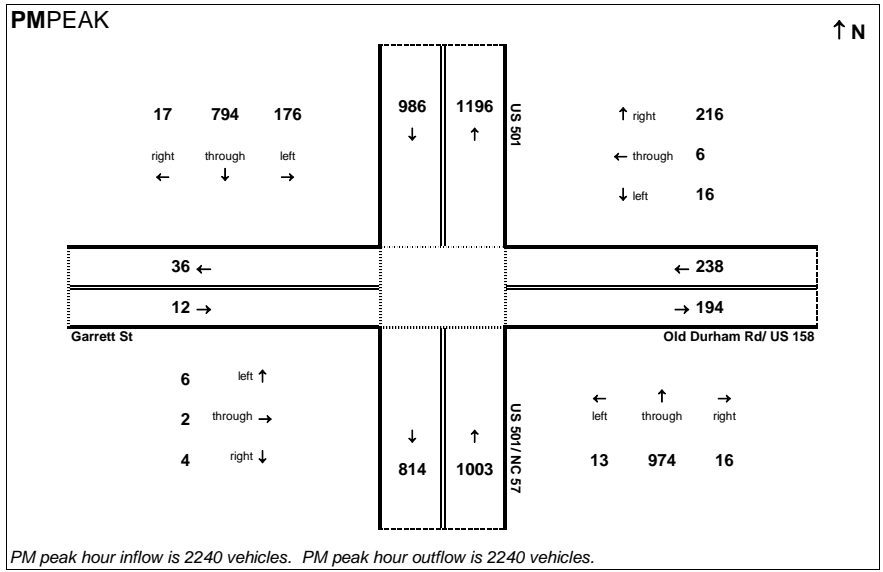 PMPEAK
↑ N
17 794 176
right through left
← ↓ →
986 1196
↓ ↑
US 501
↑ right 216
← through 6
↓ left 16
36 ←
12 →
← 238
→ 194
Garrett St
Old Durham Rd/ US 158
6 left ↑
2 through →
4 right ↓
↓ ↑
814 1003
US 501/ NC 57
← ↑ →
left through right
13 974 16
PM peak hour inflow is 2240 vehicles. PM peak hour outflow is 2240 vehicles.